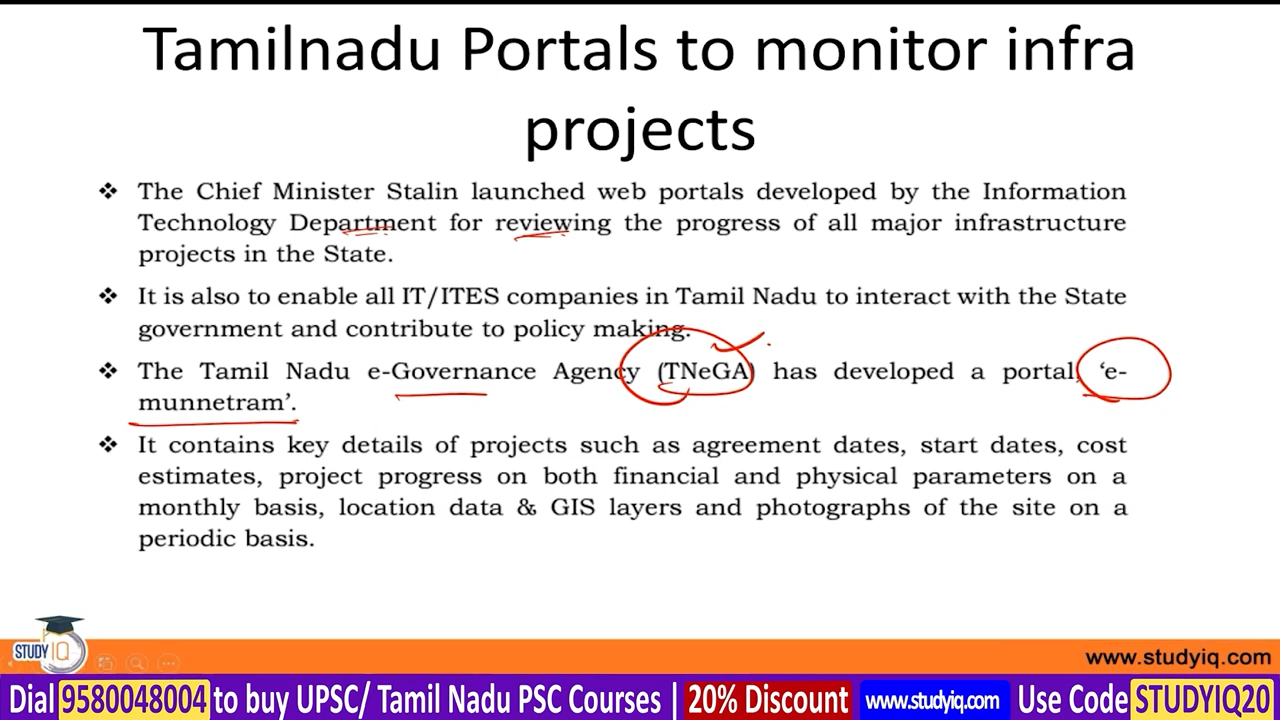 Tamilnadu Portals to monitor infra
projects
❖ The Chief Minister Stalin launched web portals developed by the Information
Technology Department for reviewing the progress of all major infrastructure
projects in the State.
❖ It is also to enable all IT/ITES companies in Tamil Nadu to interact with the State
government and contribute to policy making.
❖ The Tamil Nadu e-Governance Agency (TNeGA) has developed a portal, ‘e-
munnetram’.
❖ It contains key details of projects such as agreement dates, start dates, cost
estimates, project progress on both financial and physical parameters on a
monthly basis, location data & GIS layers and photographs of the site on a
periodic basis.
STUDY IQ
www.studyiq.com
Dial 9580048004 to buy UPSC/ Tamil Nadu PSC Courses | 20% Discount www.studyiq.com Use Code STUDYIQ20